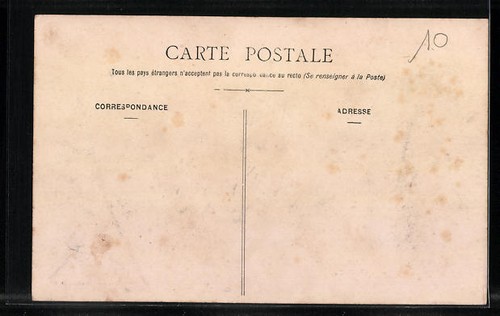 10
CARTE POSTALE
Tous les pays étrangers n'acceptent pas la correspondance au recto (Se renseigner à la Poste)
CORRESPONDANCE
ADRESSE